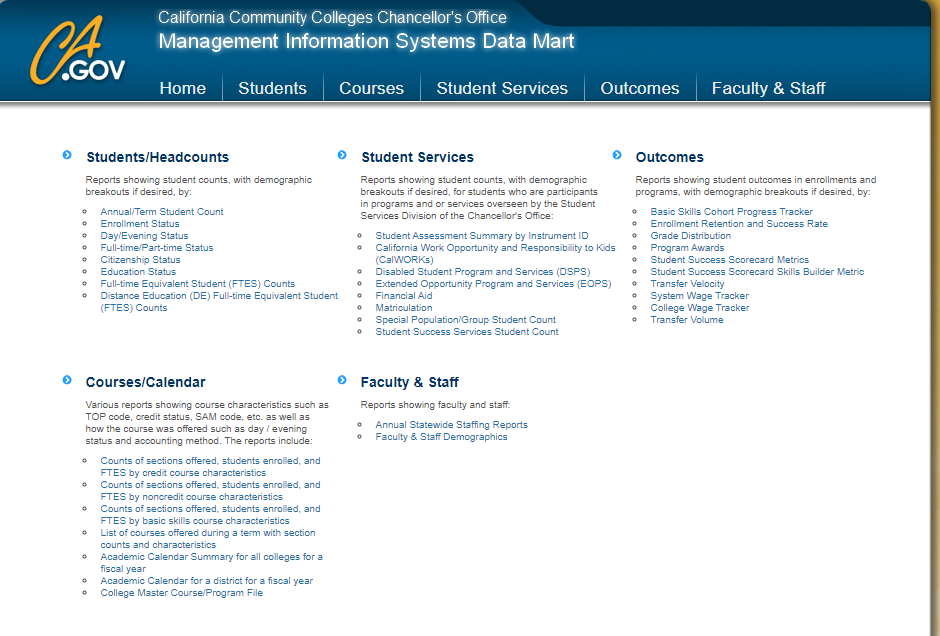 California Community Colleges Chancellor's Office
Management Information Systems Data Mart
CA
.GOV
Home
Students
Courses
Student Services
Outcomes
Faculty & Staff
Students/Headcounts
Reports showing student counts, with demographic
breakouts if desired, by:
Annual/Term Student Count
Enrollment Status
Day/Evening Status
Full-time/Part-time Status
Citizenship Status
Education Status
Full-time Equivalent Student (FTES) Counts
Distance Education (DE) Full-time Equivalent Student
(FTES) Counts
Student Services
Reports showing student counts, with demographic
breakouts if desired, for students who are participants
in programs and or services overseen by the Student
Services Division of the Chancellor's Office:
Student Assessment Summary by Instrument ID
California Work Opportunity and Responsibility to Kids
(CalWORKs)
Disabled Student Program and Services (DSPS)
Extended Opportunity Program and Services (EOPS)
Financial Aid
Matriculation
Special Population/Group Student Count
Student Success Services Student Count
Outcomes
Reports showing student outcomes in enrollments and
programs, with demographic breakouts if desired, by:
Basic Skills Cohort Progress Tracker
Enrollment Retention and Success Rate
Grade Distribution
Program Awards
Student Success Scorecard Metrics
Student Success Scorecard Skills Builder Metric
Transfer Velocity
System Wage Tracker
College Wage Tracker
Transfer Volume
Courses/Calendar
Various reports showing course characteristics such as
TOP code, credit status, SAM code, etc. as well as
how the course was offered such as day / evening
status and accounting method. The reports include:
Counts of sections offered, students enrolled, and
FTES by credit course characteristics
Counts of sections offered, students enrolled, and
FTES by noncredit course characteristics
Counts of sections offered, students enrolled, and
FTES by basic skills course characteristics
List of courses offered during a term with section
counts and characteristics
Academic Calendar Summary for all colleges for a
fiscal year
Academic Calendar for a district for a fiscal year
College Master Course/Program File
Faculty & Staff
Reports showing faculty and staff:
Annual Statewide Staffing Reports
Faculty & Staff Demographics